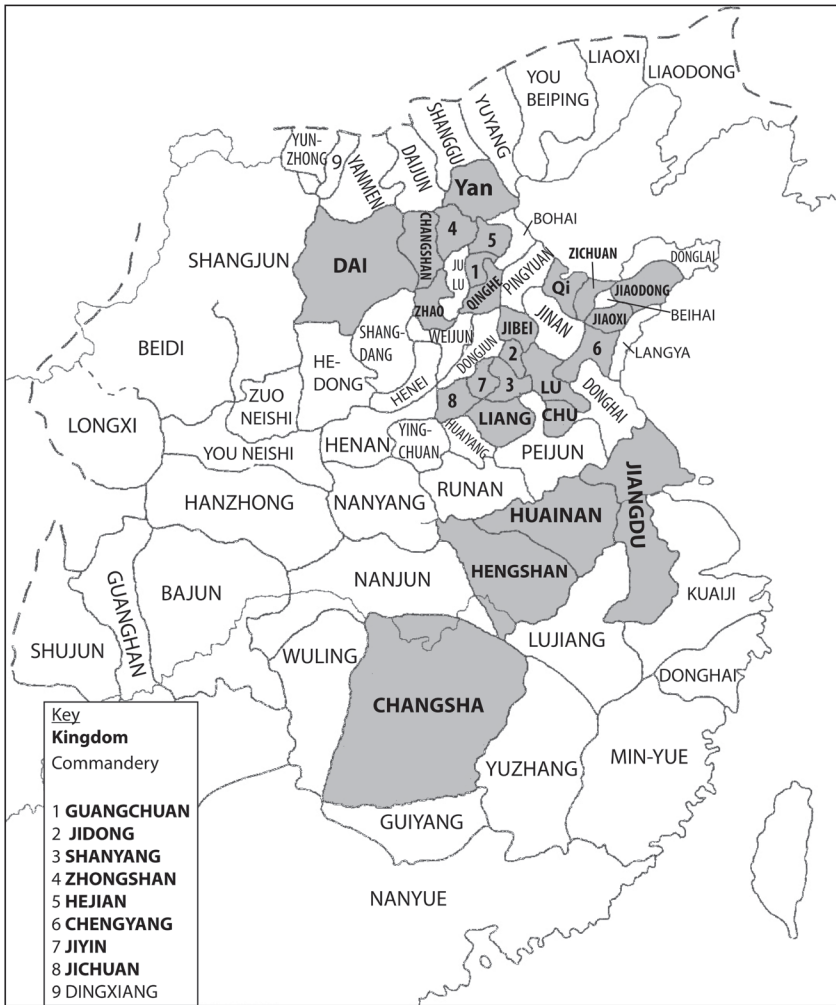 LIAOXI
LIAODONG
YOU
BEIPING
YUYANG
SHANGGU
DAIJUN
YUN-
ZHONG
9
YANMEN
Yan
BOHAI
CHANGSHAN
4
5
SHANGJUN
DAI
JU
LU
1
QINGHE
PINGYUAN
Qi
ZICHUAN
DONGLAI
JIAODONG
BEIHAI
JIAOXI
ZHAO
WEIJUN
JIBEI
JINAN
6
LANGYA
BEIDI
SHANG-
DANG
HE-
DONG
DONGJUN
2
HENEI
7
3
LU
DONGHAI
8
LIANG
CHU
ZUO
NEISHI
LONGXI
YOU NEISHI
HENAN
YING-
CHUAN
HUAIYANG
PEIJUN
JIANGDU
HANZHONG
NANYANG
RUNAN
HUAINAN
HENGSHAN
NANJUN
BAJUN
GUANGHAN
KUAIJI
SHUJUN
WULING
LUJIANG
DONGHAI
CHANGSHA
YUZHANG
MIN-YUE
GUIYANG
NANYUE
Key
Kingdom
Commandery
1 GUANGCHUAN
2 JIDONG
3 SHANYANG
4 ZHONGSHAN
5 HEJIAN
6 CHENGYANG
7 JIYIN
8 JICHUAN
9 DINGXIANG